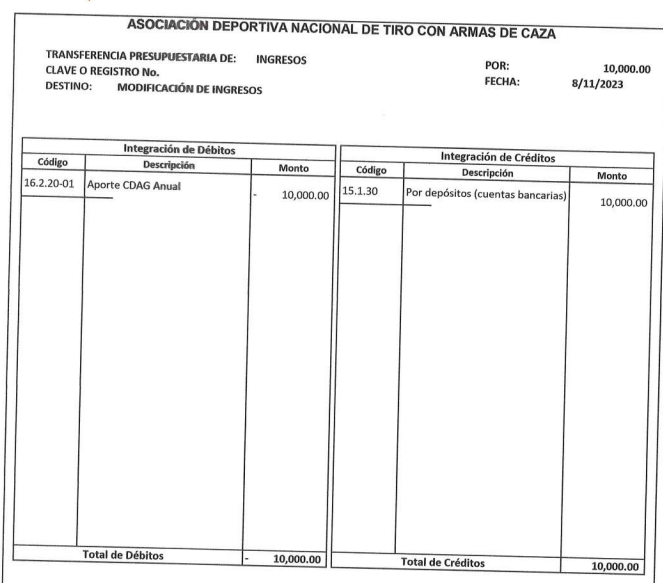 ASOCIACIÓN DEPORTIVA NACIONAL DE TIRO CON ARMAS DE CAZA
TRANSFERENCIA PRESUPUESTARIA DE: INGRESOS
CLAVE O REGISTRO No.
DESTINO: MODIFICACIÓN DE INGRESOS
POR: 10,000.00
FECHA: 8/11/2023
Integración de Débitos
Código Descripción Monto
16.2.20-01 Aporte CDAG Anual - 10,000.00
Total de Débitos - 10,000.00
Integración de Créditos
Código Descripción Monto
15.1.30 Por depósitos (cuentas bancarias) 10,000.00
Total de Créditos 10,000.00